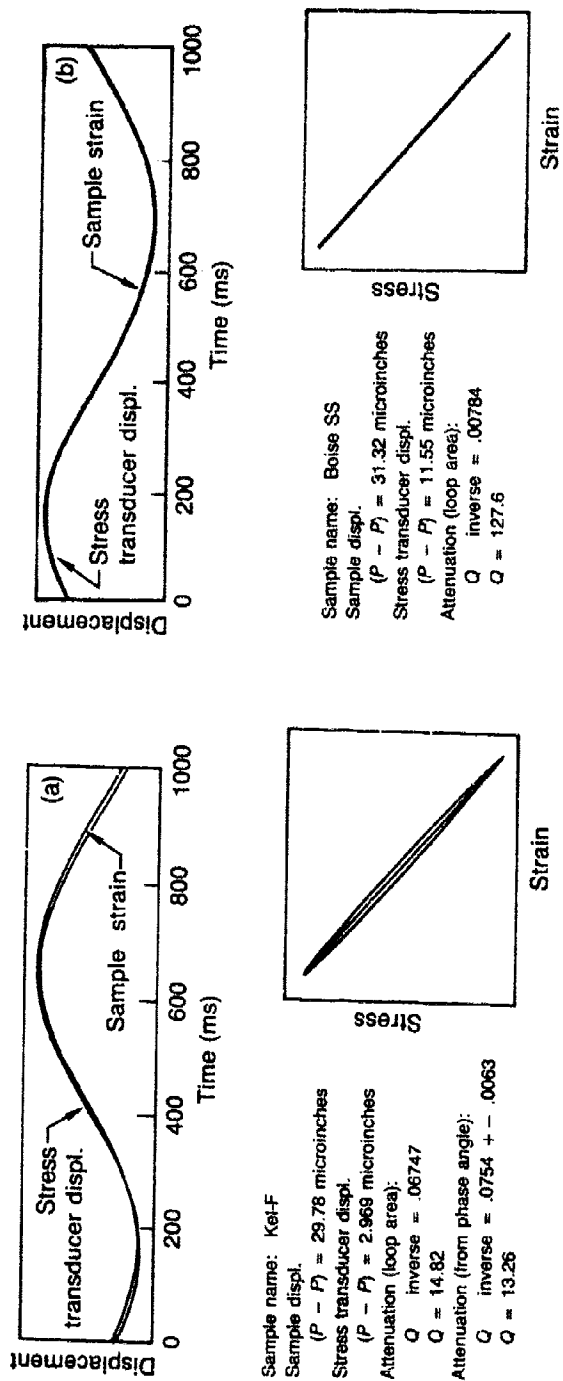 Displacement
(a)
Stress
transducer displ.
Sample strain
0
200
400
600
800
1000
Time (ms)
Sample name: Kel-F
Sample displ.
(P - P) = 29.78 microinches
Stress transducer displ.
(P - P) = 2.969 microinches
Attenuation (loop area):
Q inverse = .06747
Q = 14.82
Attenuation (from phase angle):
Q inverse = .0754 + - .0063
Q = 13.26
Stress
Strain
Displacement
(b)
Stress
transducer displ.
Sample strain
0
200
400
600
800
1000
Time (ms)
Sample name: Boise SS
Sample displ.
(P - P) = 31.32 microinches
Stress transducer displ.
(P - P) = 11.55 microinches
Attenuation (loop area):
Q inverse = .00784
Q = 127.6
Stress
Strain